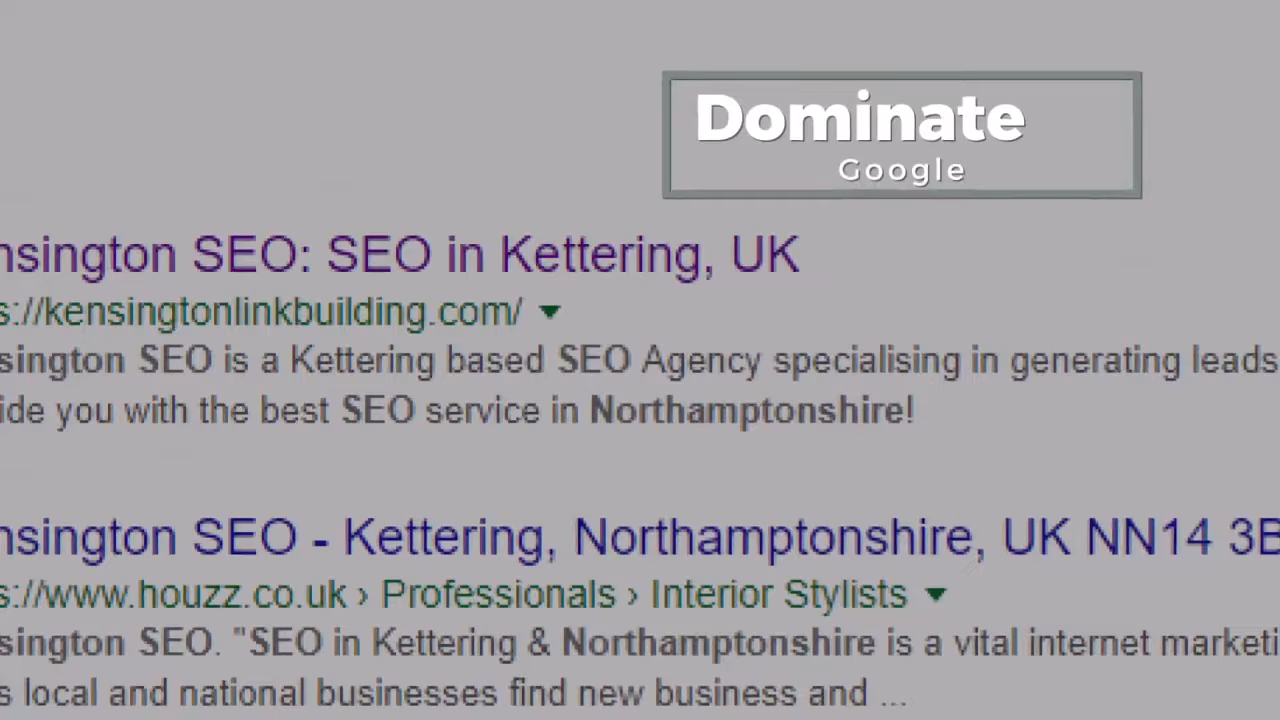 Dominate
Google
nsington SEO: SEO in Kettering, UK
s://kensingtonlinkbuilding.com/
sington SEO is a Kettering based SEO Agency specialising in generating leads
ide you with the best SEO service in Northamptonshire!
nsington SEO - Kettering, Northamptonshire, UK NN14 3B
s://www.houzz.co.uk › Professionals › Interior Stylists
sington SEO. "SEO in Kettering & Northamptonshire is a vital internet marketi
s local and national businesses find new business and ...